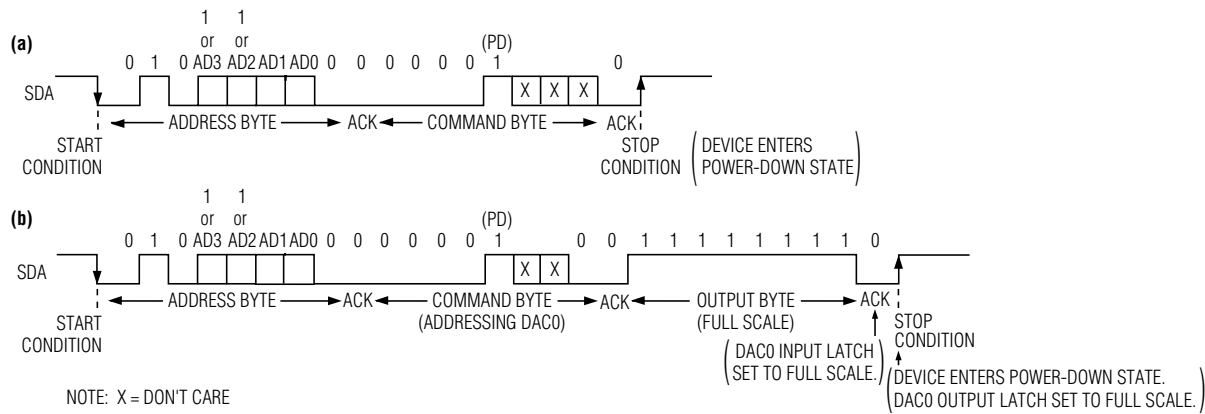 (a)
1 1
or or
0 1 0 AD3 AD2 AD1 AD0 0 0 0 0 0 0 (PD) 1 0
SDA X X X
ADDRESS BYTE ACK COMMAND BYTE ACK
START CONDITION
STOP CONDITION
(DEVICE ENTERS
POWER-DOWN STATE)
(b)
1 1
or or
0 1 0 AD3 AD2 AD1 AD0 0 0 0 0 0 0 (PD) 1 0 0 1 1 1 1 1 1 1 1 0
SDA X X
ADDRESS BYTE ACK COMMAND BYTE ACK OUTPUT BYTE ACK
(ADDRESSING DAC0) (FULL SCALE)
START CONDITION
STOP CONDITION
(DAC0 INPUT LATCH
SET TO FULL SCALE.)
(DEVICE ENTERS POWER-DOWN STATE.
DAC0 OUTPUT LATCH SET TO FULL SCALE.)
NOTE: X = DON'T CARE